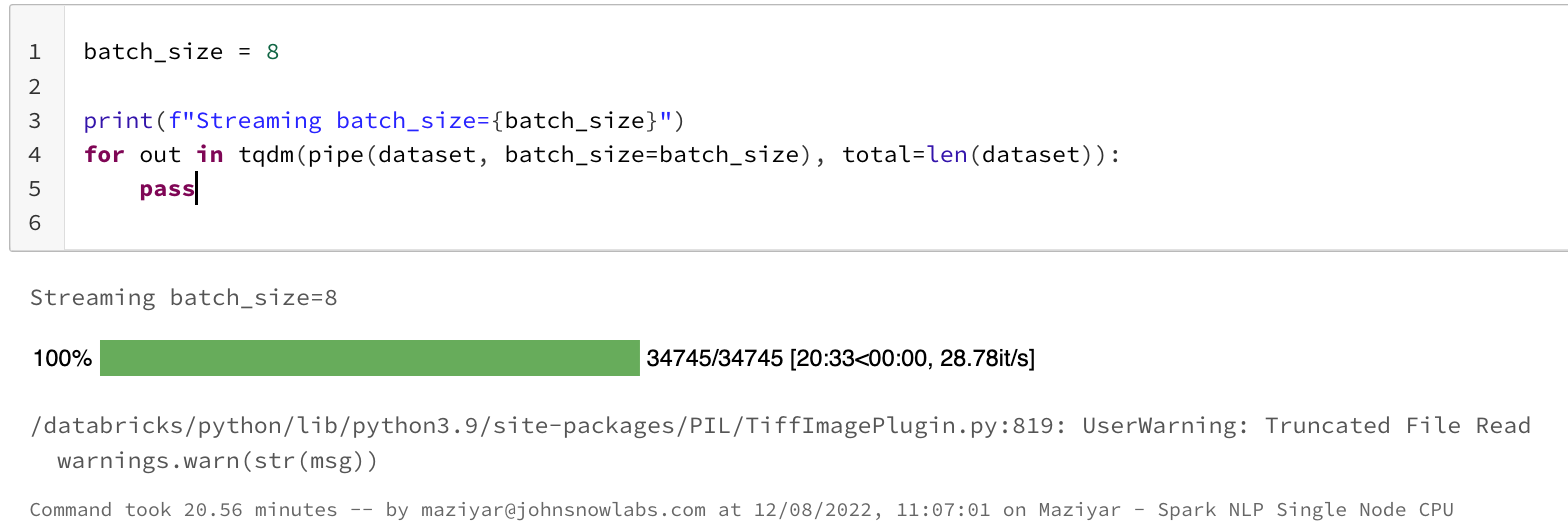 1 batch_size = 8
2
3 print(f"Streaming batch_size={batch_size}")
4 for out in tqdm(pipe(dataset, batch_size=batch_size), total=len(dataset)):
5     pass
6
Streaming batch_size=8
100% 34745/34745 [20:33<00:00, 28.78it/s]
/databricks/python/lib/python3.9/site-packages/PIL/TiffImagePlugin.py:819: UserWarning: Truncated File Read
  warnings.warn(str(msg))
Command took 20.56 minutes -- by maziyar@johnsnowlabs.com at 12/08/2022, 11:07:01 on Maziyar - Spark NLP Single Node CPU